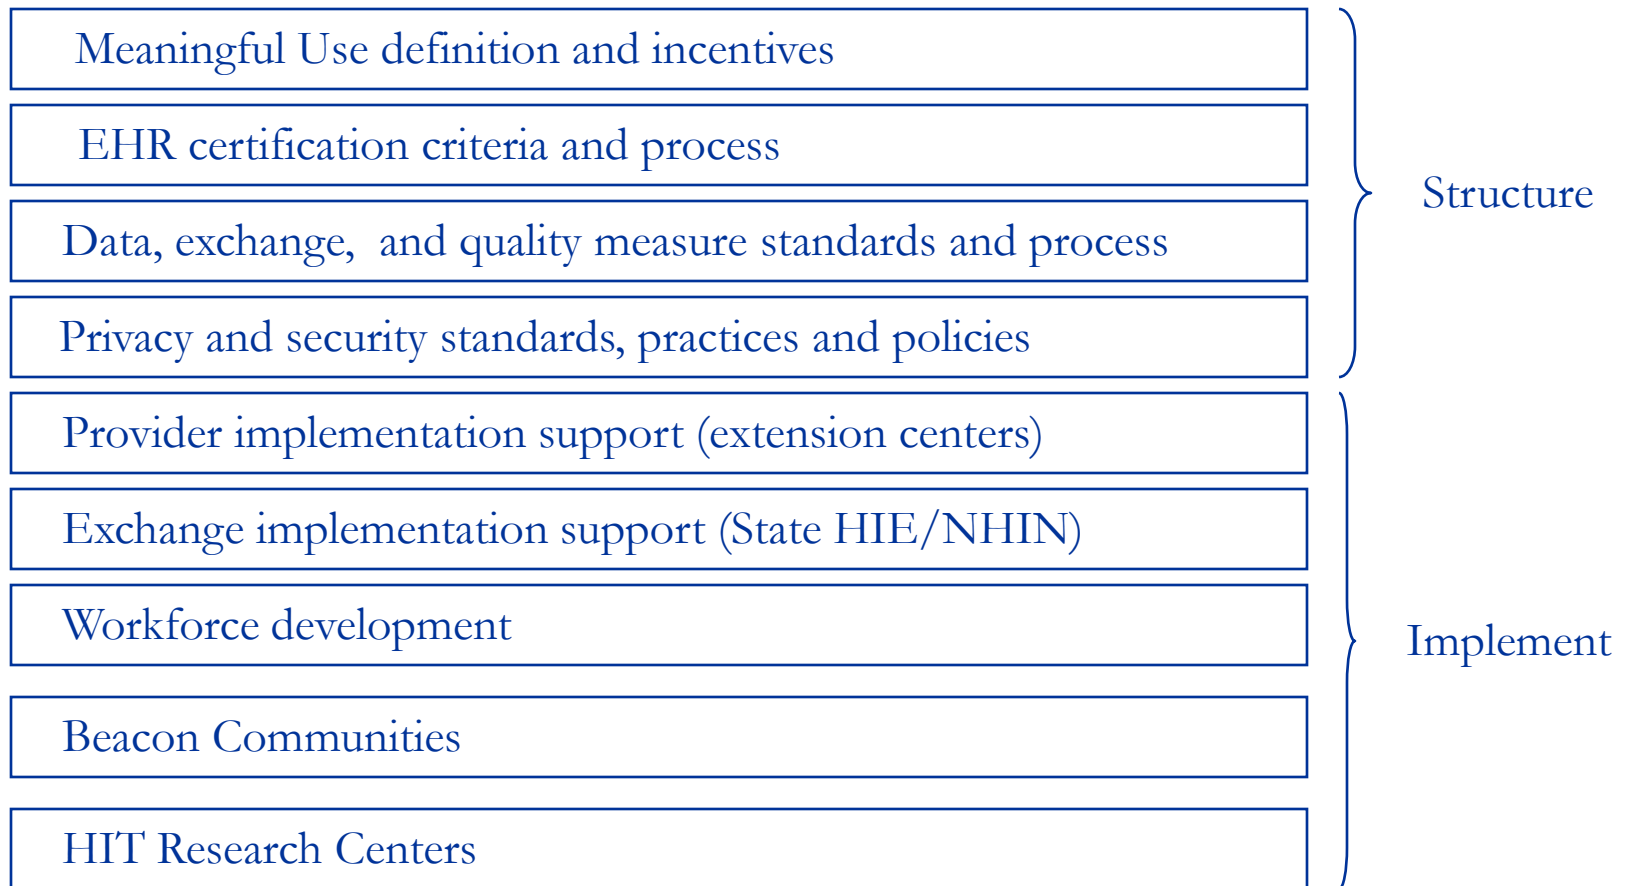 Meaningful Use definition and incentives
EHR certification criteria and process
Data, exchange,  and quality measure standards and process
Privacy and security standards, practices and policies
Structure
Provider implementation support (extension centers)
Exchange implementation support (State HIE/NHIN)
Workforce development
Beacon Communities
HIT Research Centers
Implement